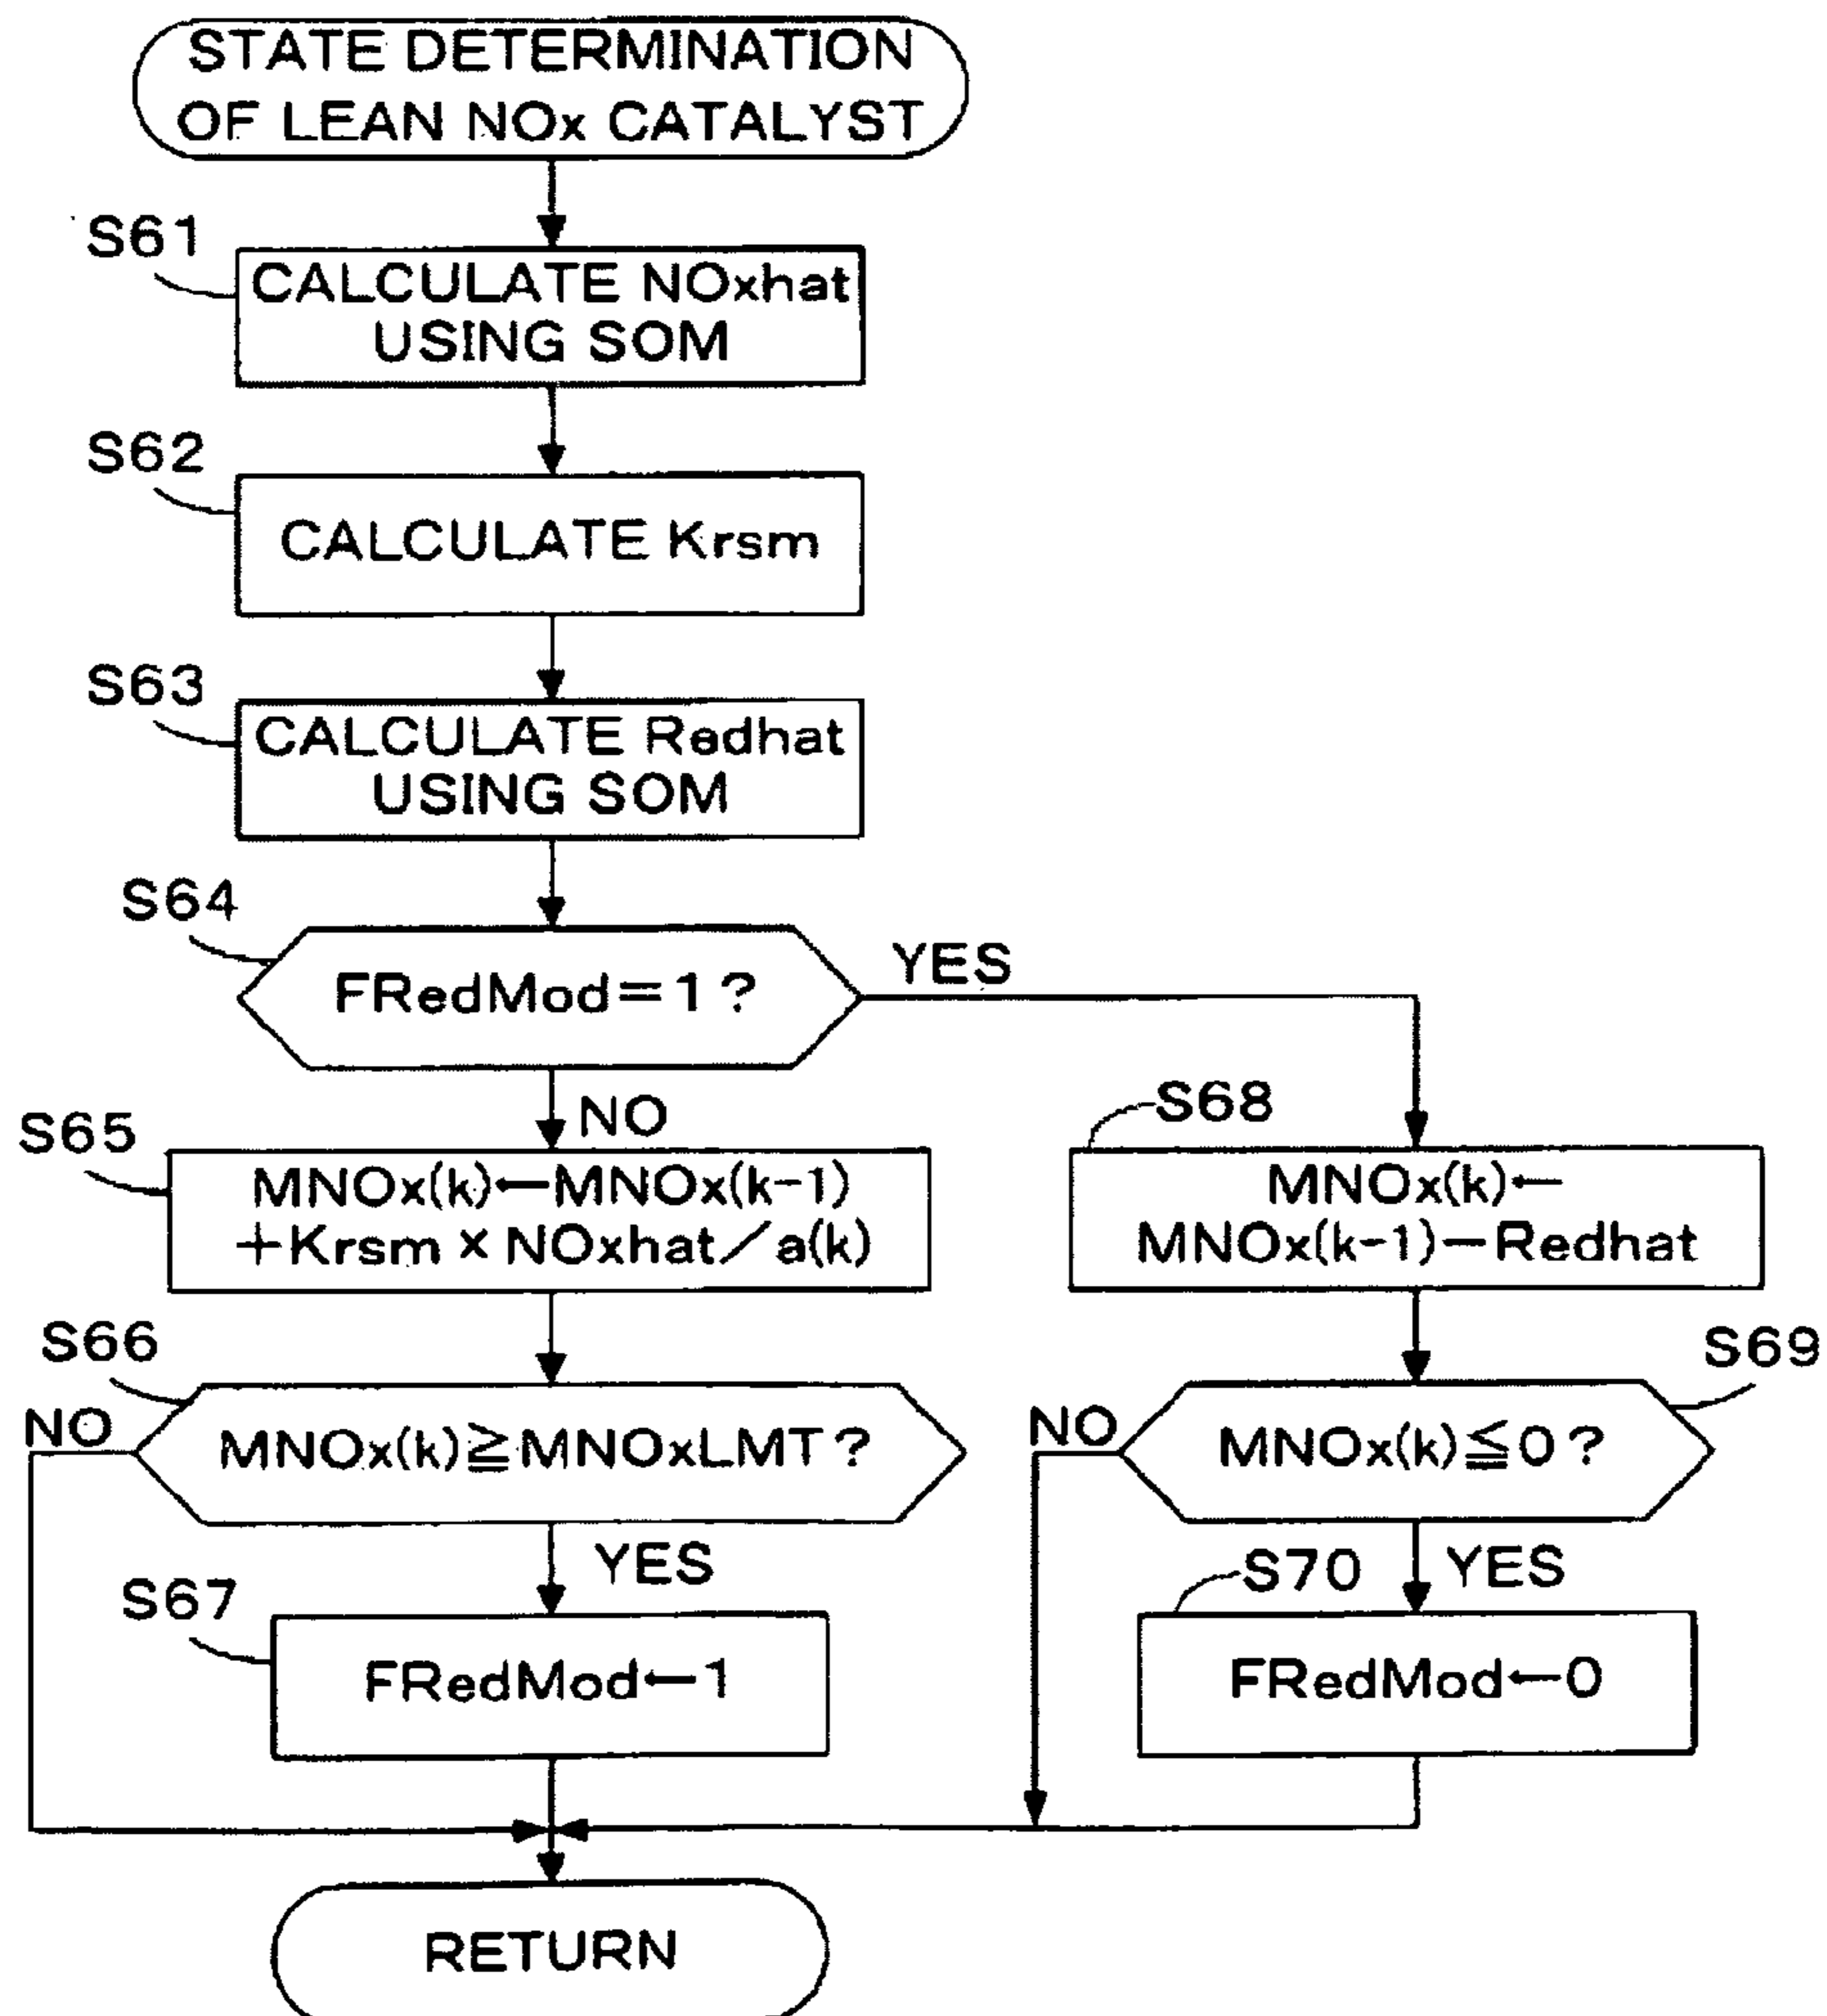 STATE DETERMINATION
OF LEAN NOx CATALYST
S61
CALCULATE NOxhat
USING SOM
S62
CALCULATE Krsm
S63
CALCULATE Redhat
USING SOM
S64
FRedMod=1?
YES
NO
S65
MNOx(k)←MNOx(k-1)
+Krsm×NOxhat/a(k)
S68
MNOx(k)←
MNOx(k-1)-Redhat
S66
NO
MNOx(k)≧MNOxLMT?
YES
S69
NO
MNOx(k)≦0?
YES
S67
FRedMod←1
S70
FRedMod←0
RETURN